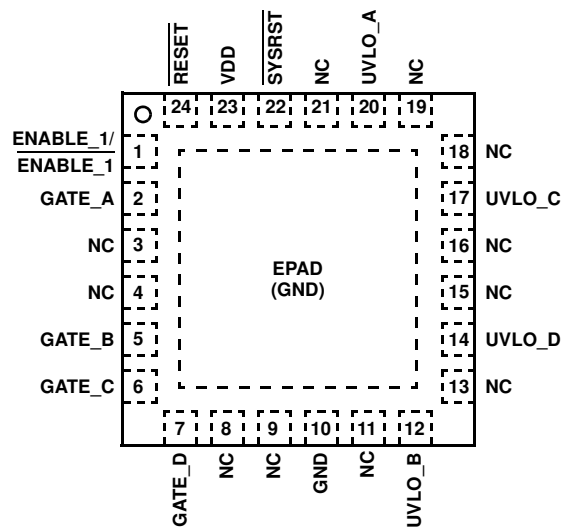 RESET
VDD
SYSRST
NC
UVLO_A
NC
24 23 22 21 20 19
ENABLE_1/
ENABLE_1
1
GATE_A 2
NC 3
NC 4
GATE_B 5
GATE_C 6
EPAD
(GND)
18 NC
17 UVLO_C
16 NC
15 NC
14 UVLO_D
13 NC
7 8 9 10 11 12
GATE_D
NC
NC
GND
NC
UVLO_B